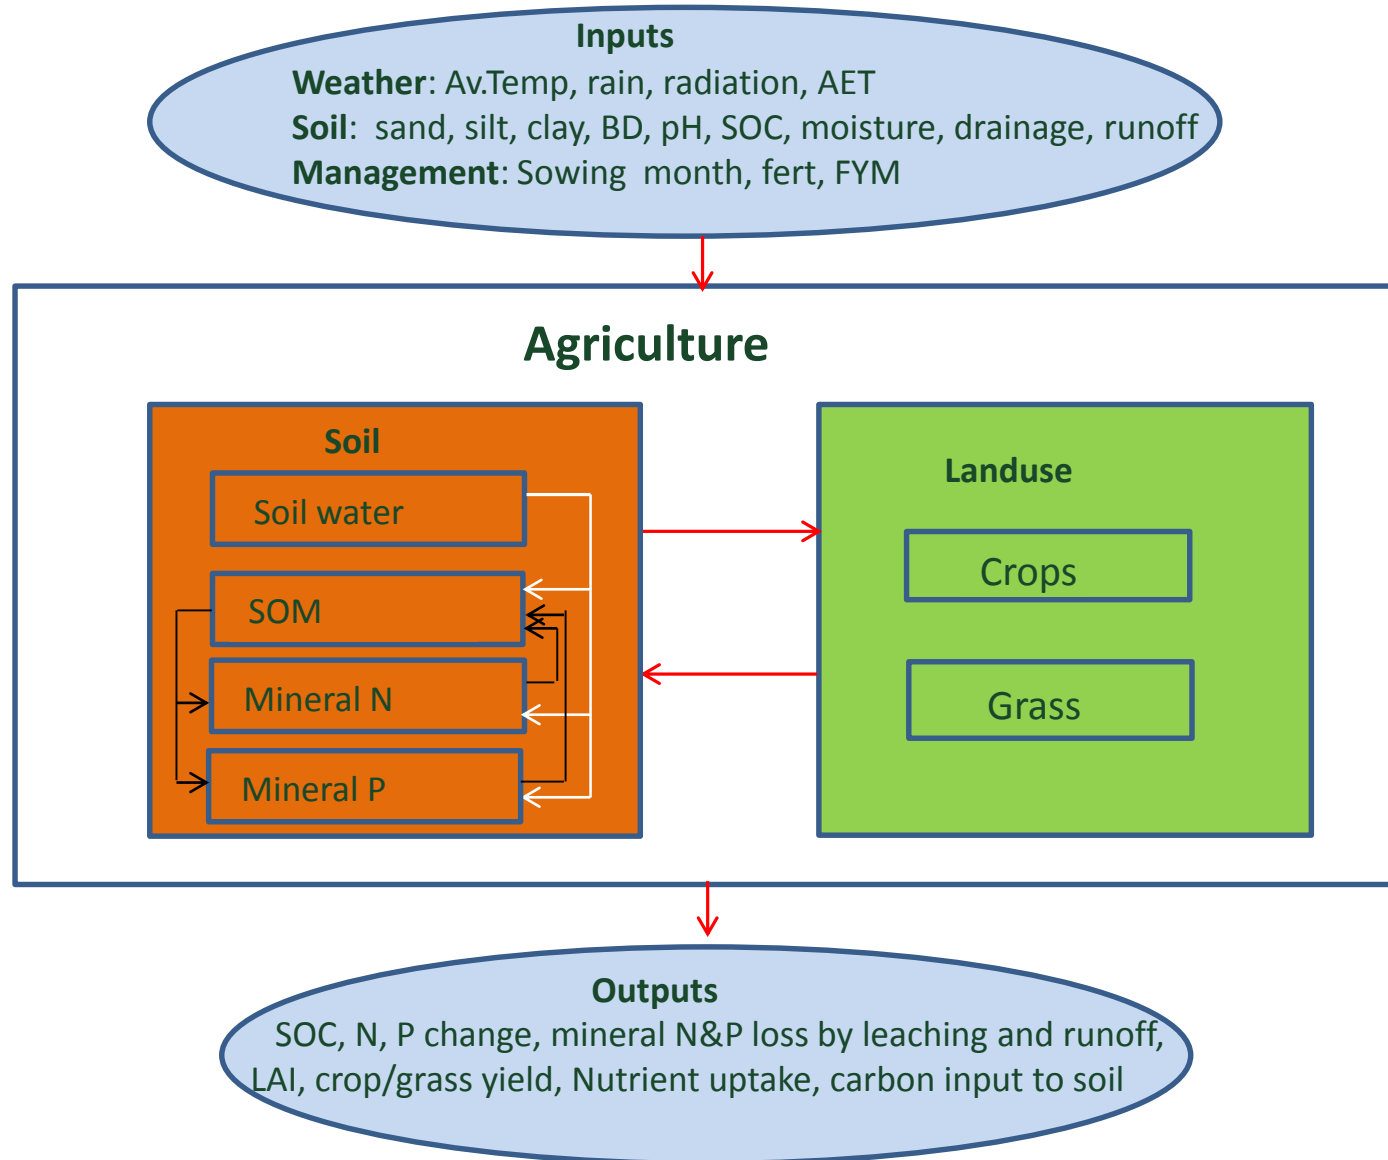 Inputs
Weather: Av.Temp, rain, radiation, AET
Soil: sand, silt, clay, BD, pH, SOC, moisture, drainage, runoff
Management: Sowing month, fert, FYM
Agriculture
Soil
Soil water
SOM
Mineral N
Mineral P
Landuse
Crops
Grass
Outputs
SOC, N, P change, mineral N&P loss by leaching and runoff,
LAI, crop/grass yield, Nutrient uptake, carbon input to soil